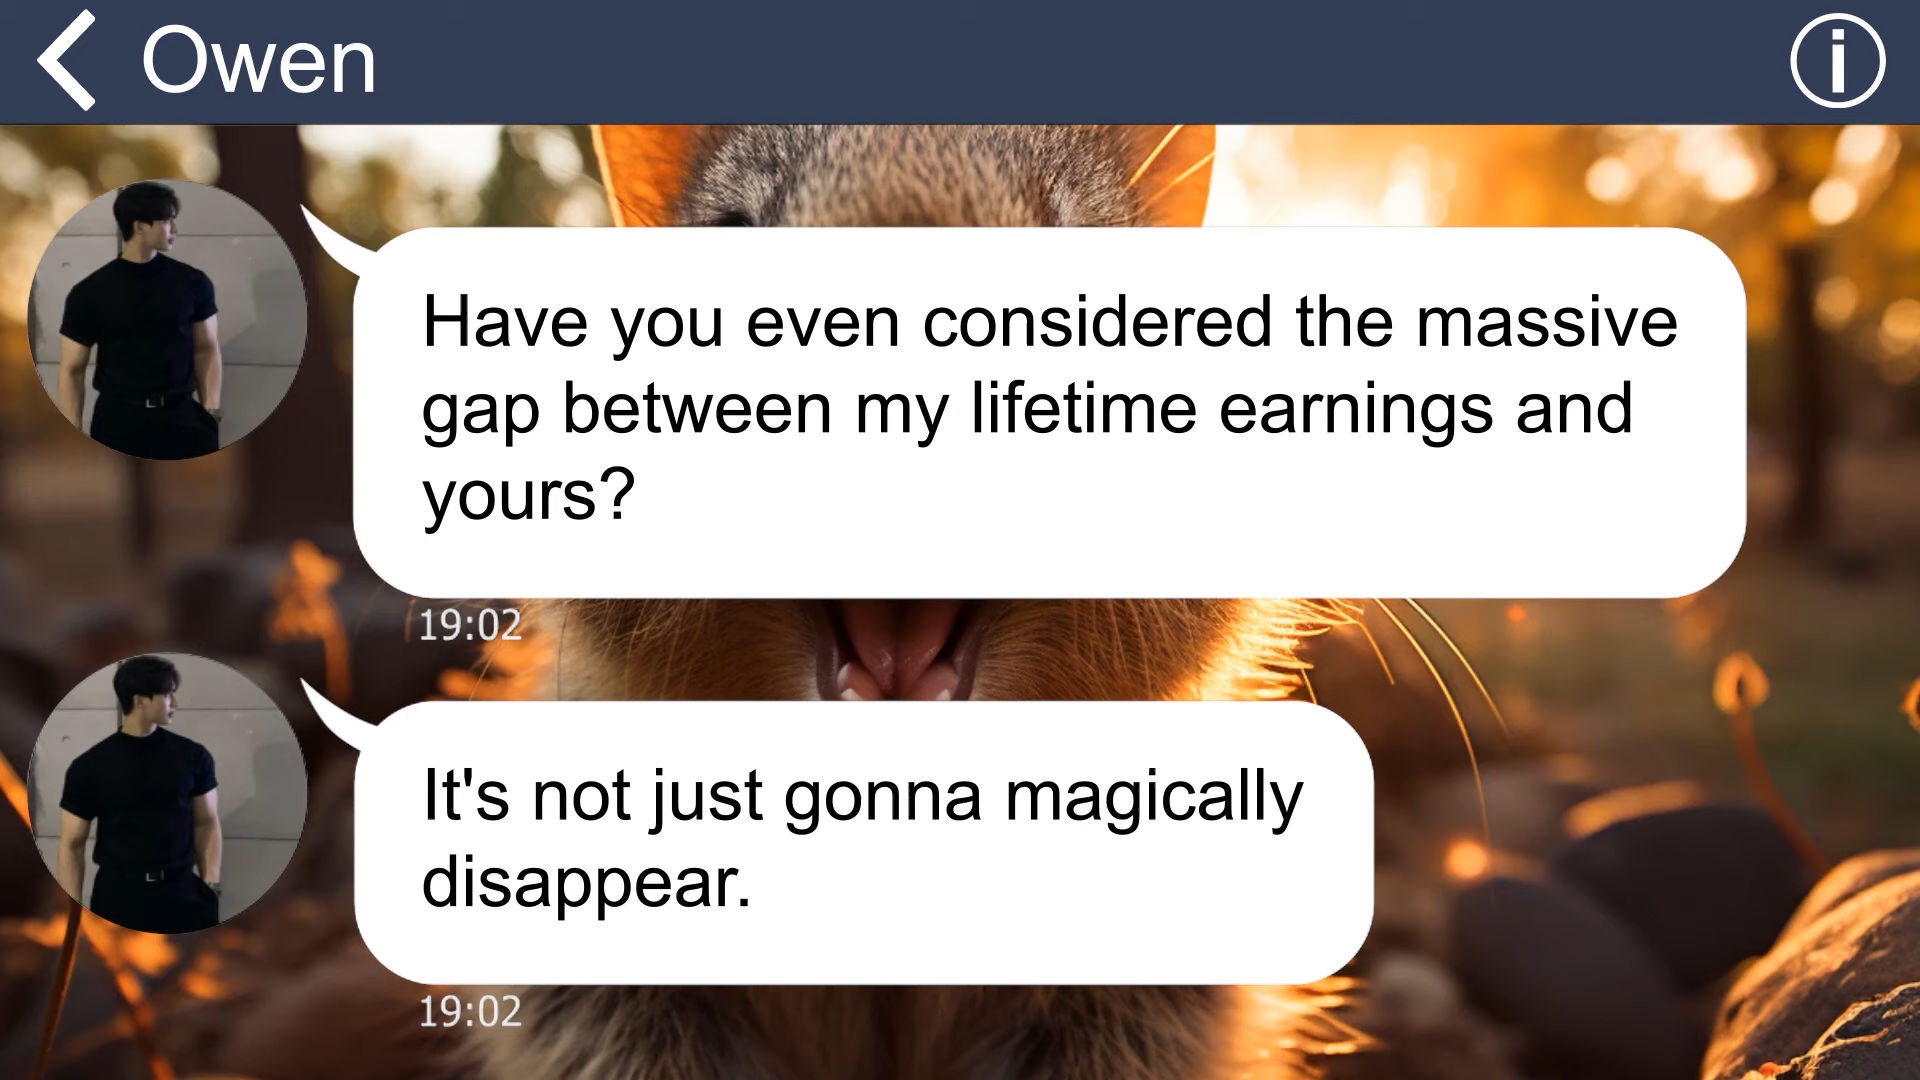 Owen
Have you even considered the massive
gap between my lifetime earnings and
yours?
19:02
It's not just gonna magically
disappear.
19:02